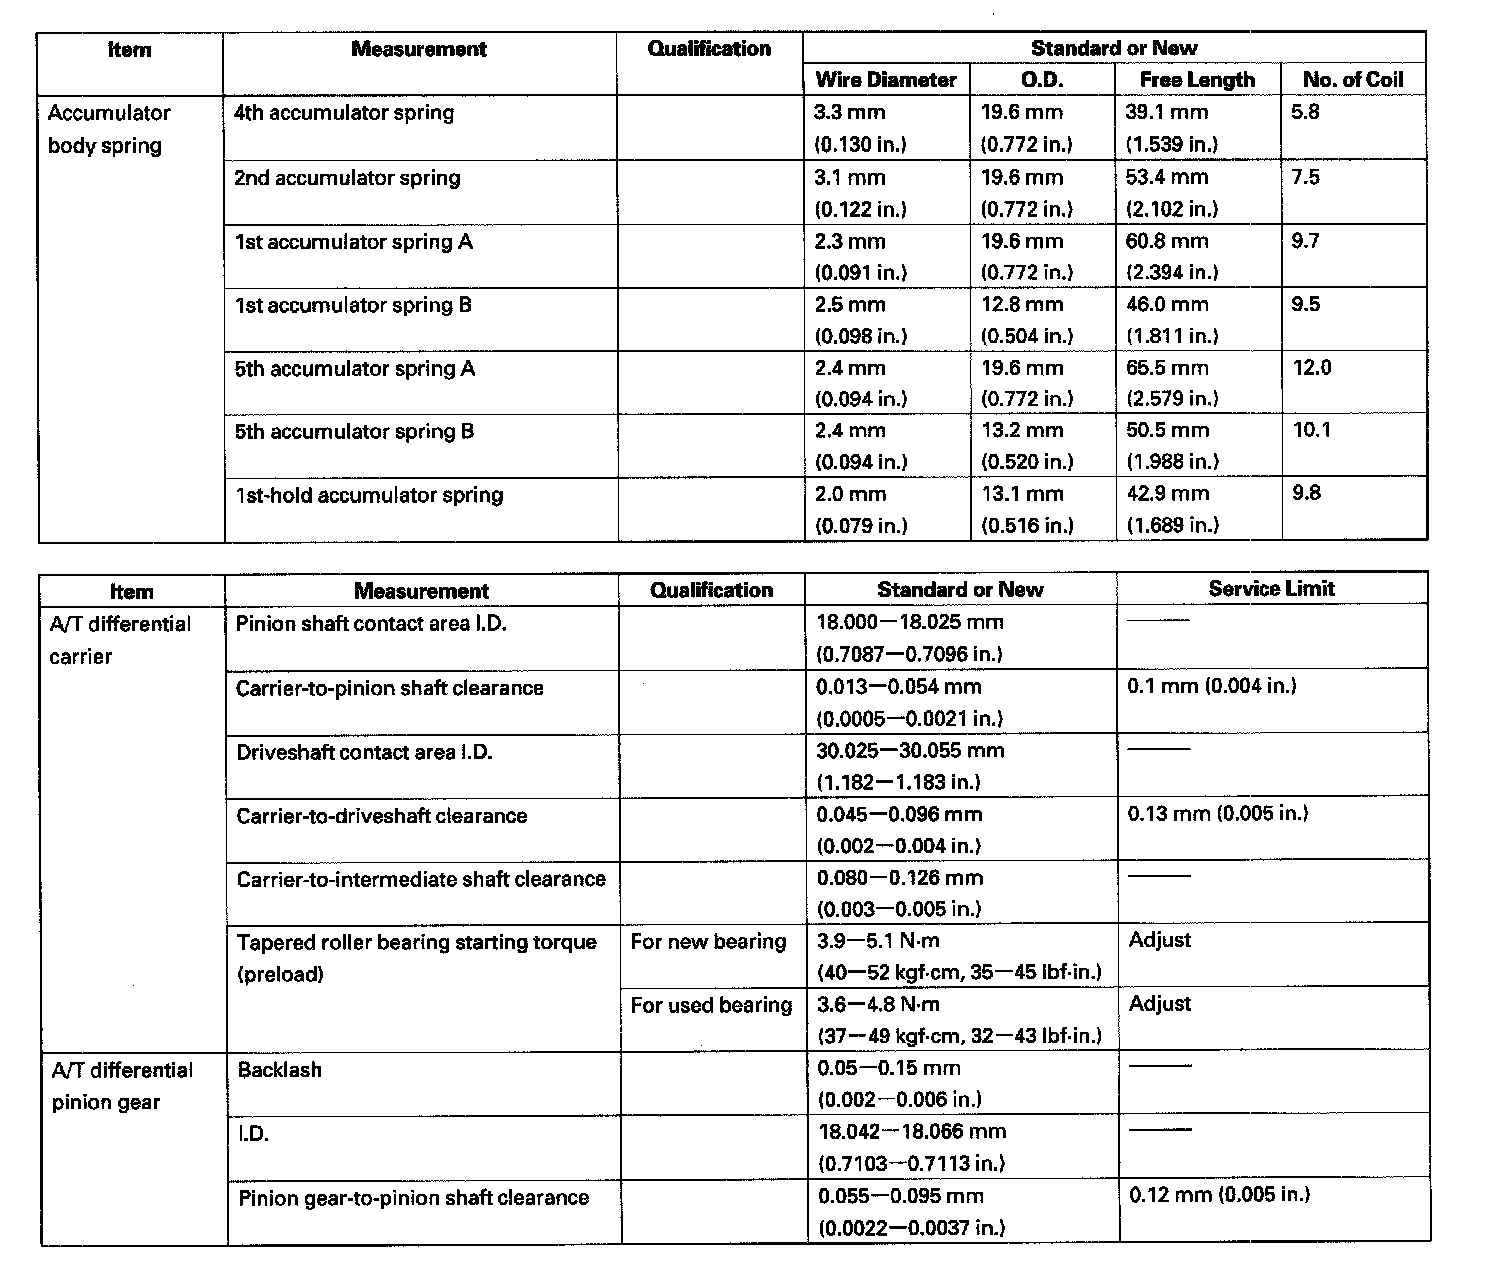 Item Measurement Qualification Standard or New
Wire Diameter O.D. Free Length No. of Coil
Accumulator 4th accumulator spring 3.3 mm 19.6 mm 39.1 mm 5.8
body spring (0.130 in.) (0.772 in.) (1.539 in.)
2nd accumulator spring 3.1 mm 19.6 mm 53.4 mm 7.5
(0.122 in.) (0.772 in.) (2.102 in.)
1st accumulator spring A 2.3 mm 19.6 mm 60.8 mm 9.7
(0.091 in.) (0.772 in.) (2.394 in.)
1st accumulator spring B 2.5 mm 12.8 mm 46.0 mm 9.5
(0.098 in.) (0.504 in.) (1.811 in.)
5th accumulator spring A 2.4 mm 19.6 mm 65.5 mm 12.0
(0.094 in.) (0.772 in.) (2.579 in.)
5th accumulator spring B 2.4 mm 13.2 mm 50.5 mm 10.1
(0.094 in.) (0.520 in.) (1.988 in.)
1st-hold accumulator spring 2.0 mm 13.1 mm 42.9 mm 9.8
(0.079 in.) (0.516 in.) (1.689 in.)
Item Measurement Qualification Standard or New Service Limit
A/T differential Pinion shaft contact area I.D. 18.000—18.025 mm ——
carrier (0.7087—0.7096 in.)
Carrier-to-pinion shaft clearance 0.013—0.054 mm 0.1 mm (0.004 in.)
(0.0005—0.0021 in.)
Driveshaft contact area I.D. 30.025—30.055 mm ——
(1.182—1.183 in.)
Carrier-to-driveshaft clearance 0.045—0.096 mm 0.13 mm (0.005 in.)
(0.002—0.004 in.)
Carrier-to-intermediate shaft clearance 0.080—0.126 mm ——
(0.003—0.005 in.)
Tapered roller bearing starting torque For new bearing 3.9—5.1 N·m Adjust
(preload) (40—52 kgf·cm, 35—45 lbf·in.)
For used bearing 3.6—4.8 N·m Adjust
(37—49 kgf·cm, 32—43 lbf·in.)
A/T differential Backlash 0.05—0.15 mm ——
pinion gear (0.002—0.006 in.)
I.D. 18.042—18.066 mm ——
(0.7103—0.7113 in.)
Pinion gear-to-pinion shaft clearance 0.055—0.095 mm 0.12 mm (0.005 in.)
(0.0022—0.0037 in.)